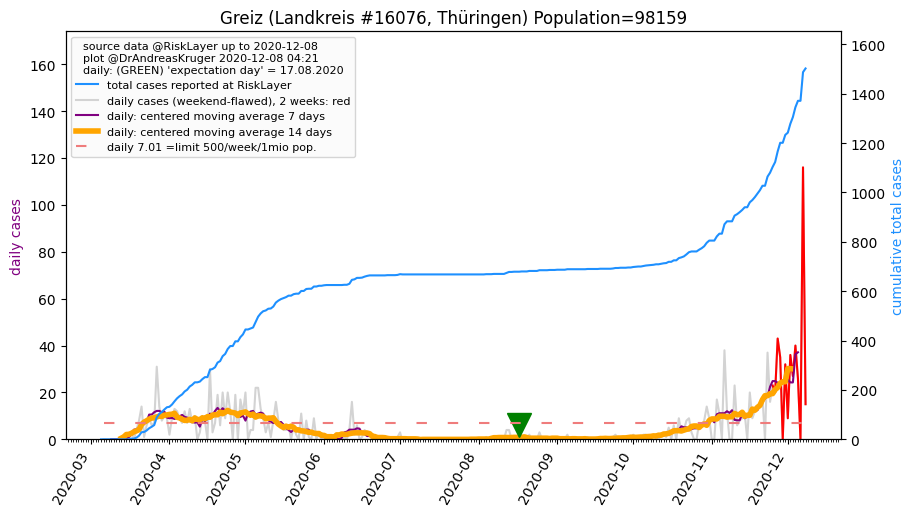 Greiz (Landkreis #16076, Thüringen) Population=98159
source data @RiskLayer up to 2020-12-08
plot @DrAndreasKruger 2020-12-08 04:21
daily: (GREEN) 'expectation day' = 17.08.2020
total cases reported at RiskLayer
daily cases (weekend-flawed), 2 weeks: red
daily: centered moving average 7 days
daily: centered moving average 14 days
daily 7.01 =limit 500/week/1mio pop.
daily cases
160
140
120
100
80
60
40
20
0
1600
1400
1200
1000
800
600
400
200
0
cumulative total cases
2020-03
2020-04
2020-05
2020-06
2020-07
2020-08
2020-09
2020-10
2020-11
2020-12